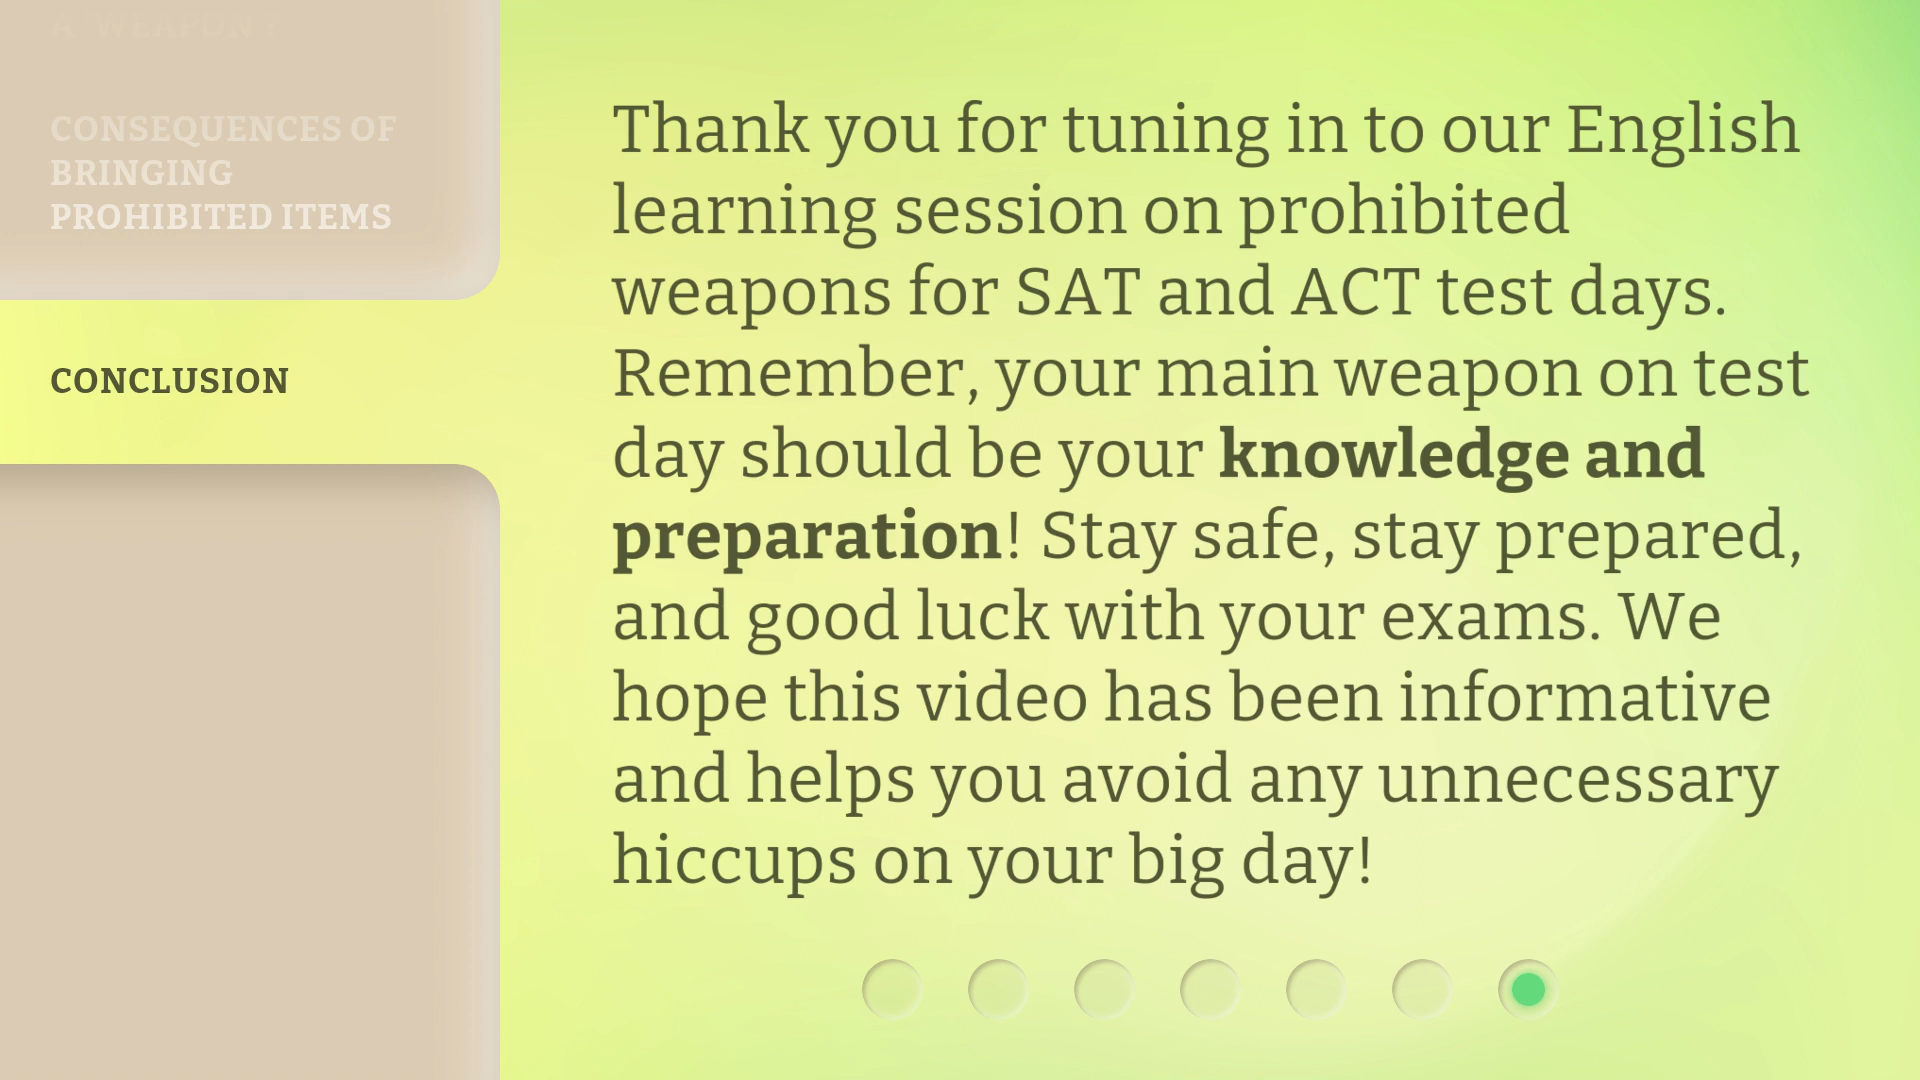 WEAPON?
CONSEQUENCES OF
BRINGING
PROHIBITED ITEMS
CONCLUSION
Thank you for tuning in to our English
learning session on prohibited
weapons for SAT and ACT test days.
Remember, your main weapon on test
day should be your knowledge and
preparation! Stay safe, stay prepared,
and good luck with your exams. We
hope this video has been informative
and helps you avoid any unnecessary
hiccups on your big day!